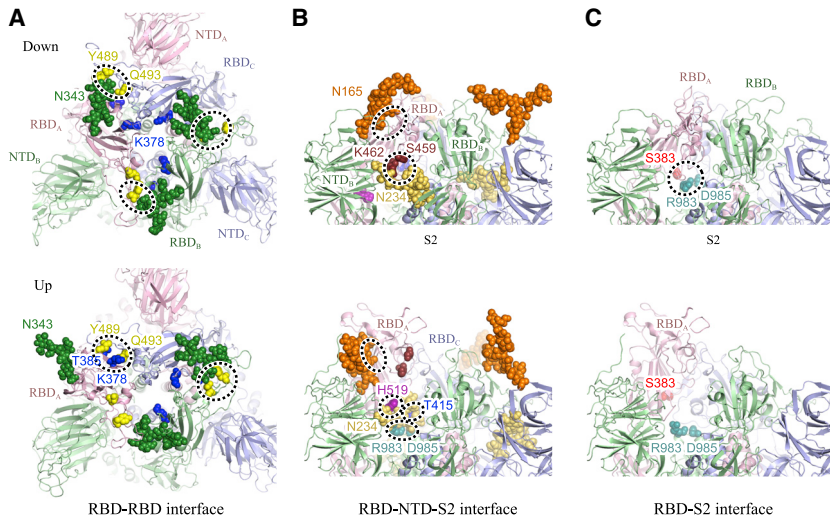 A
Down
NTDA
Y489
Q493
RBDC
N343
RBDA
K378
NTDB
NTDC
RBDB
B
N165
RBDA
K462
S459
RBDB
NTDB
N234
S2
C
RBDA
RBDB
S383
R983
D985
S2
Up
N343
Y489
Q493
T385
K378
RBDA
RBD-RBD interface
RBDA
RBDC
H519
T415
N234
R983
D985
RBD-NTD-S2 interface
RBDA
S383
R983
D985
RBD-S2 interface